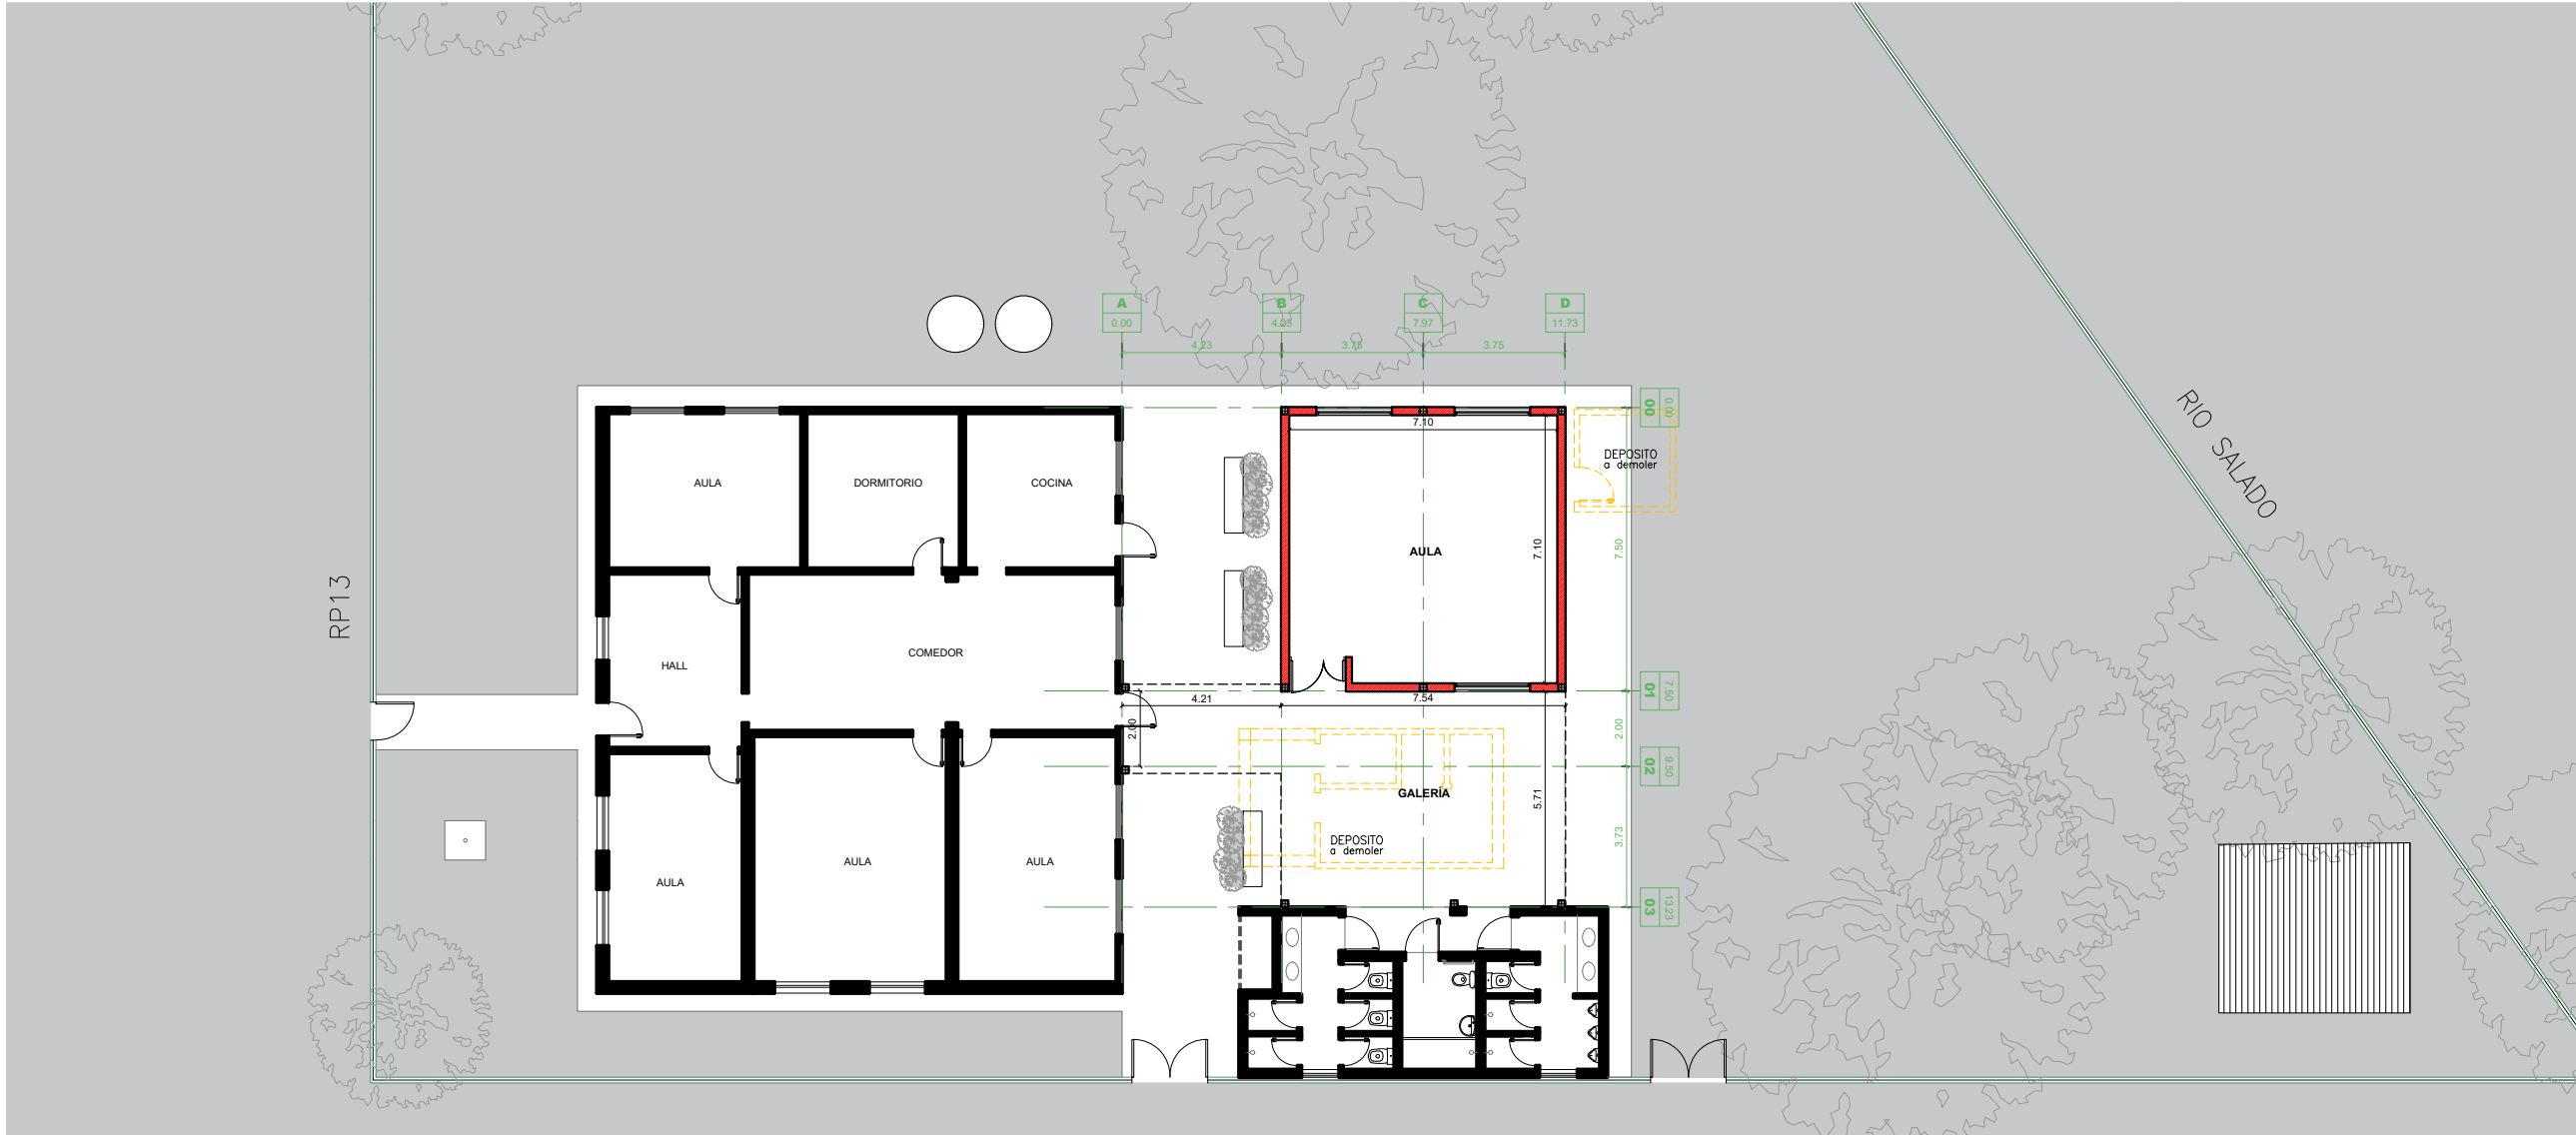 A
B
C
D
0.00
4.23
7.97
11.73
4.23
3.75
3.75
00
0.00
7.10
DEPOSITO
a demoler
RIO SALADO
AULA
DORMITORIO
COCINA
AULA
7.10
7.50
RP13
HALL
COMEDOR
01
7.50
4.21
7.54
2.00
2.00
02
9.50
GALERÍA
5.71
3.73
DEPOSITO
a demoler
AULA
AULA
AULA
03
13.23